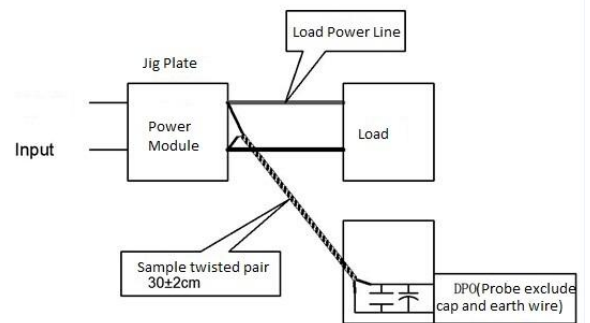 Load Power Line
Jig Plate
Power
Module
Load
Input
Sample twisted pair
30±2cm
DPO(Probe exclude
cap and earth wire)